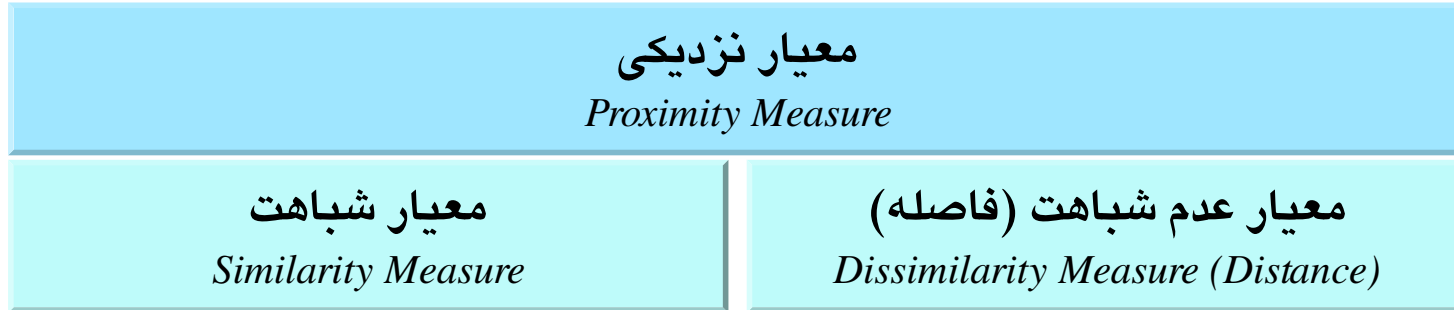 معیار نزدیکی
Proximity Measure
معیار عدم شباهت (فاصله)
Dissimilarity Measure (Distance)
معیار شباهت
Similarity Measure